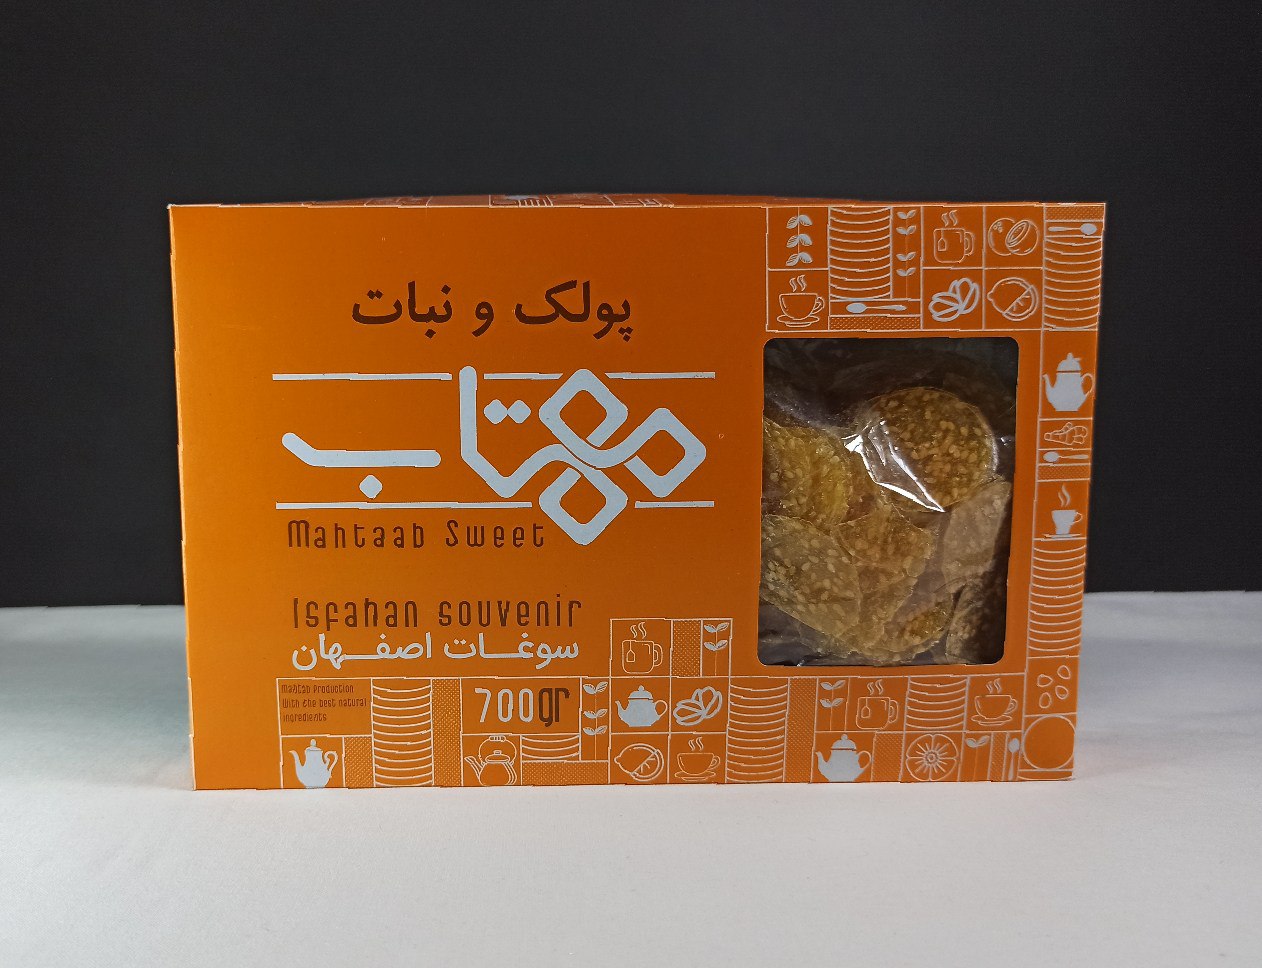 پولک و نبات
مهتاب
Mahtaab Sweet
Isfahan souvenir
سوغات اصفهان
Mahtab Production
With the best natural
ingredients
700gr